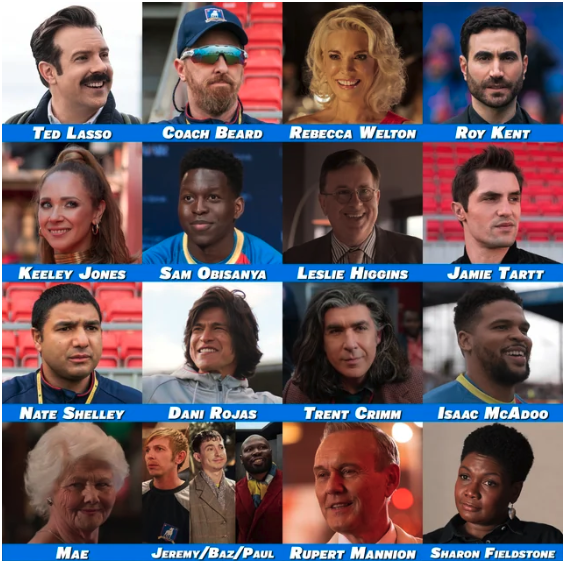 TED LASSO
COACH BEARD
REBECCA WELTON
ROY KENT
KEELEY JONES
SAM OBISANYA
LESLIE HIGGINS
JAMIE TARTT
NATE SHELLEY
DANI ROJAS
TRENT CRIMM
ISAAC MCADOO
MAE
JEREMY/BAZ/PAUL
RUPERT MANNION
SHARON FIELDSTONE